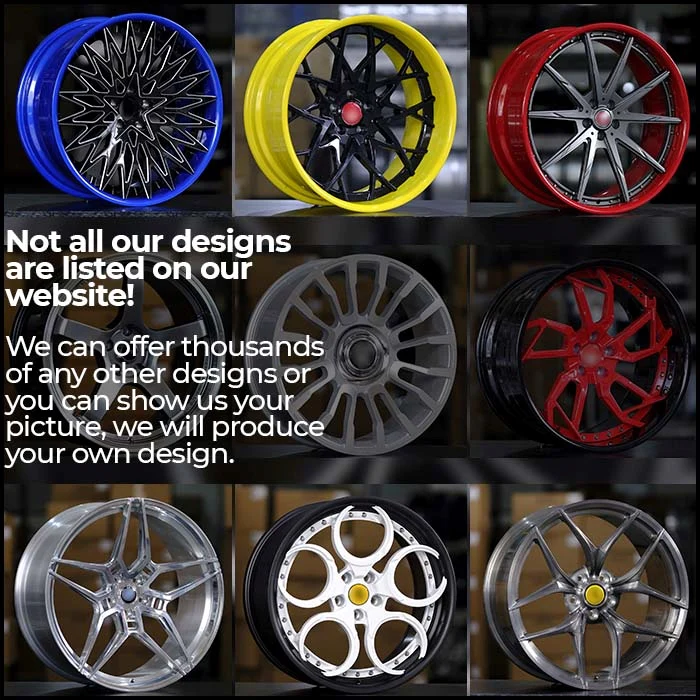 Not all our designs
are listed on our
website!
We can offer thousands
of any other designs or
you can show us your
picture, we will produce
your own design.